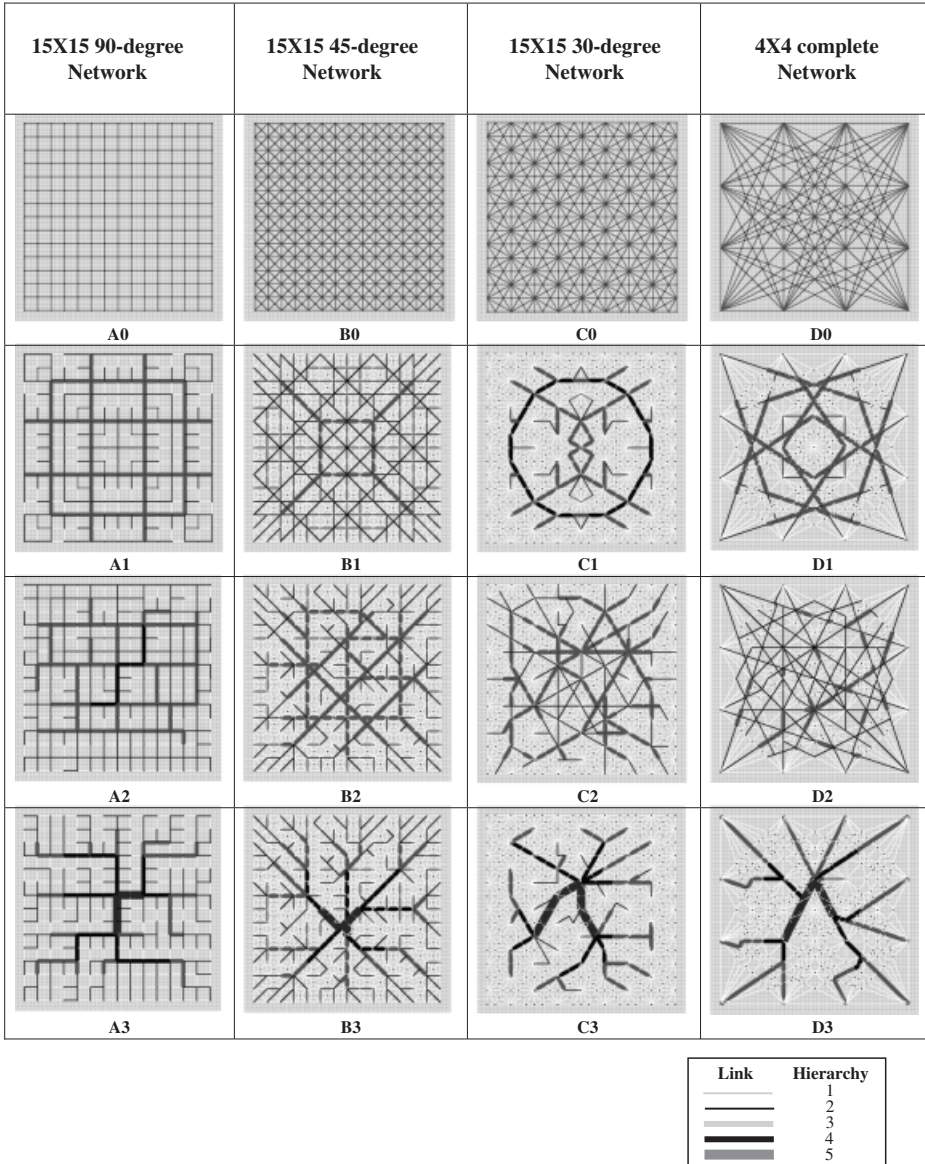 15X15 90-degree
Network
15X15 45-degree
Network
15X15 30-degree
Network
4X4 complete
Network
A0
B0
C0
D0
A1
B1
C1
D1
A2
B2
C2
D2
A3
B3
C3
D3
Link Hierarchy
1
2
3
4
5